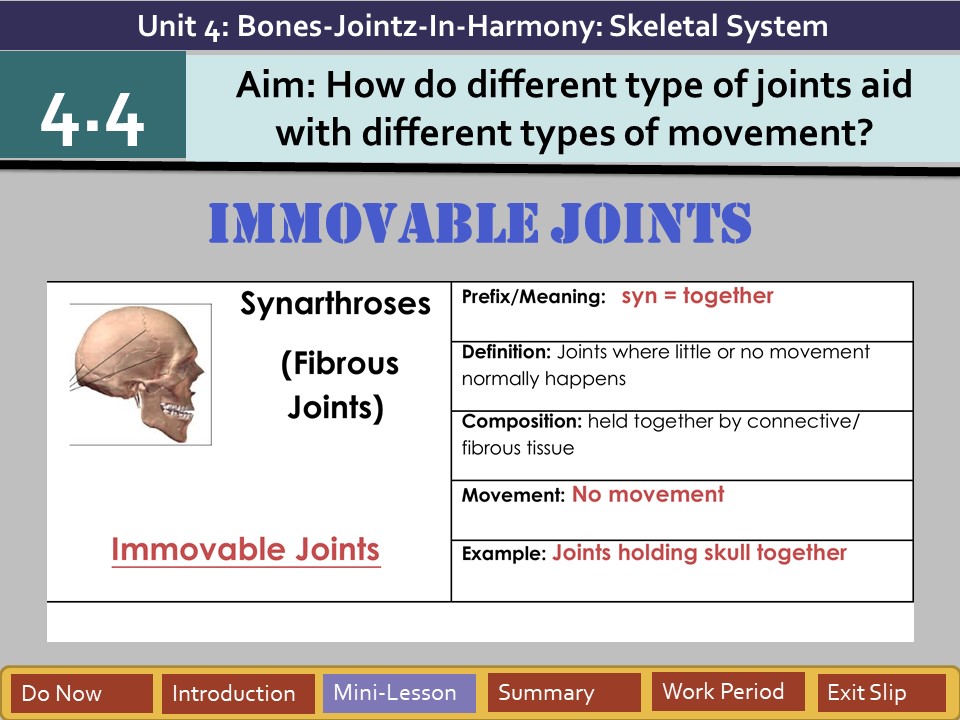 Unit 4: Bones-Jointz-In-Harmony: Skeletal System
4.4
Aim: How do different type of joints aid
with different types of movement?
IMMOVABLE JOINTS
Synarthroses
(Fibrous
Joints)
Immovable Joints
Prefix/Meaning: syn = together
Definition: Joints where little or no movement
normally happens
Composition: held together by connective/
fibrous tissue
Movement: No movement
Example: Joints holding skull together
Do Now
Introduction
Mini-Lesson
Summary
Work Period
Exit Slip